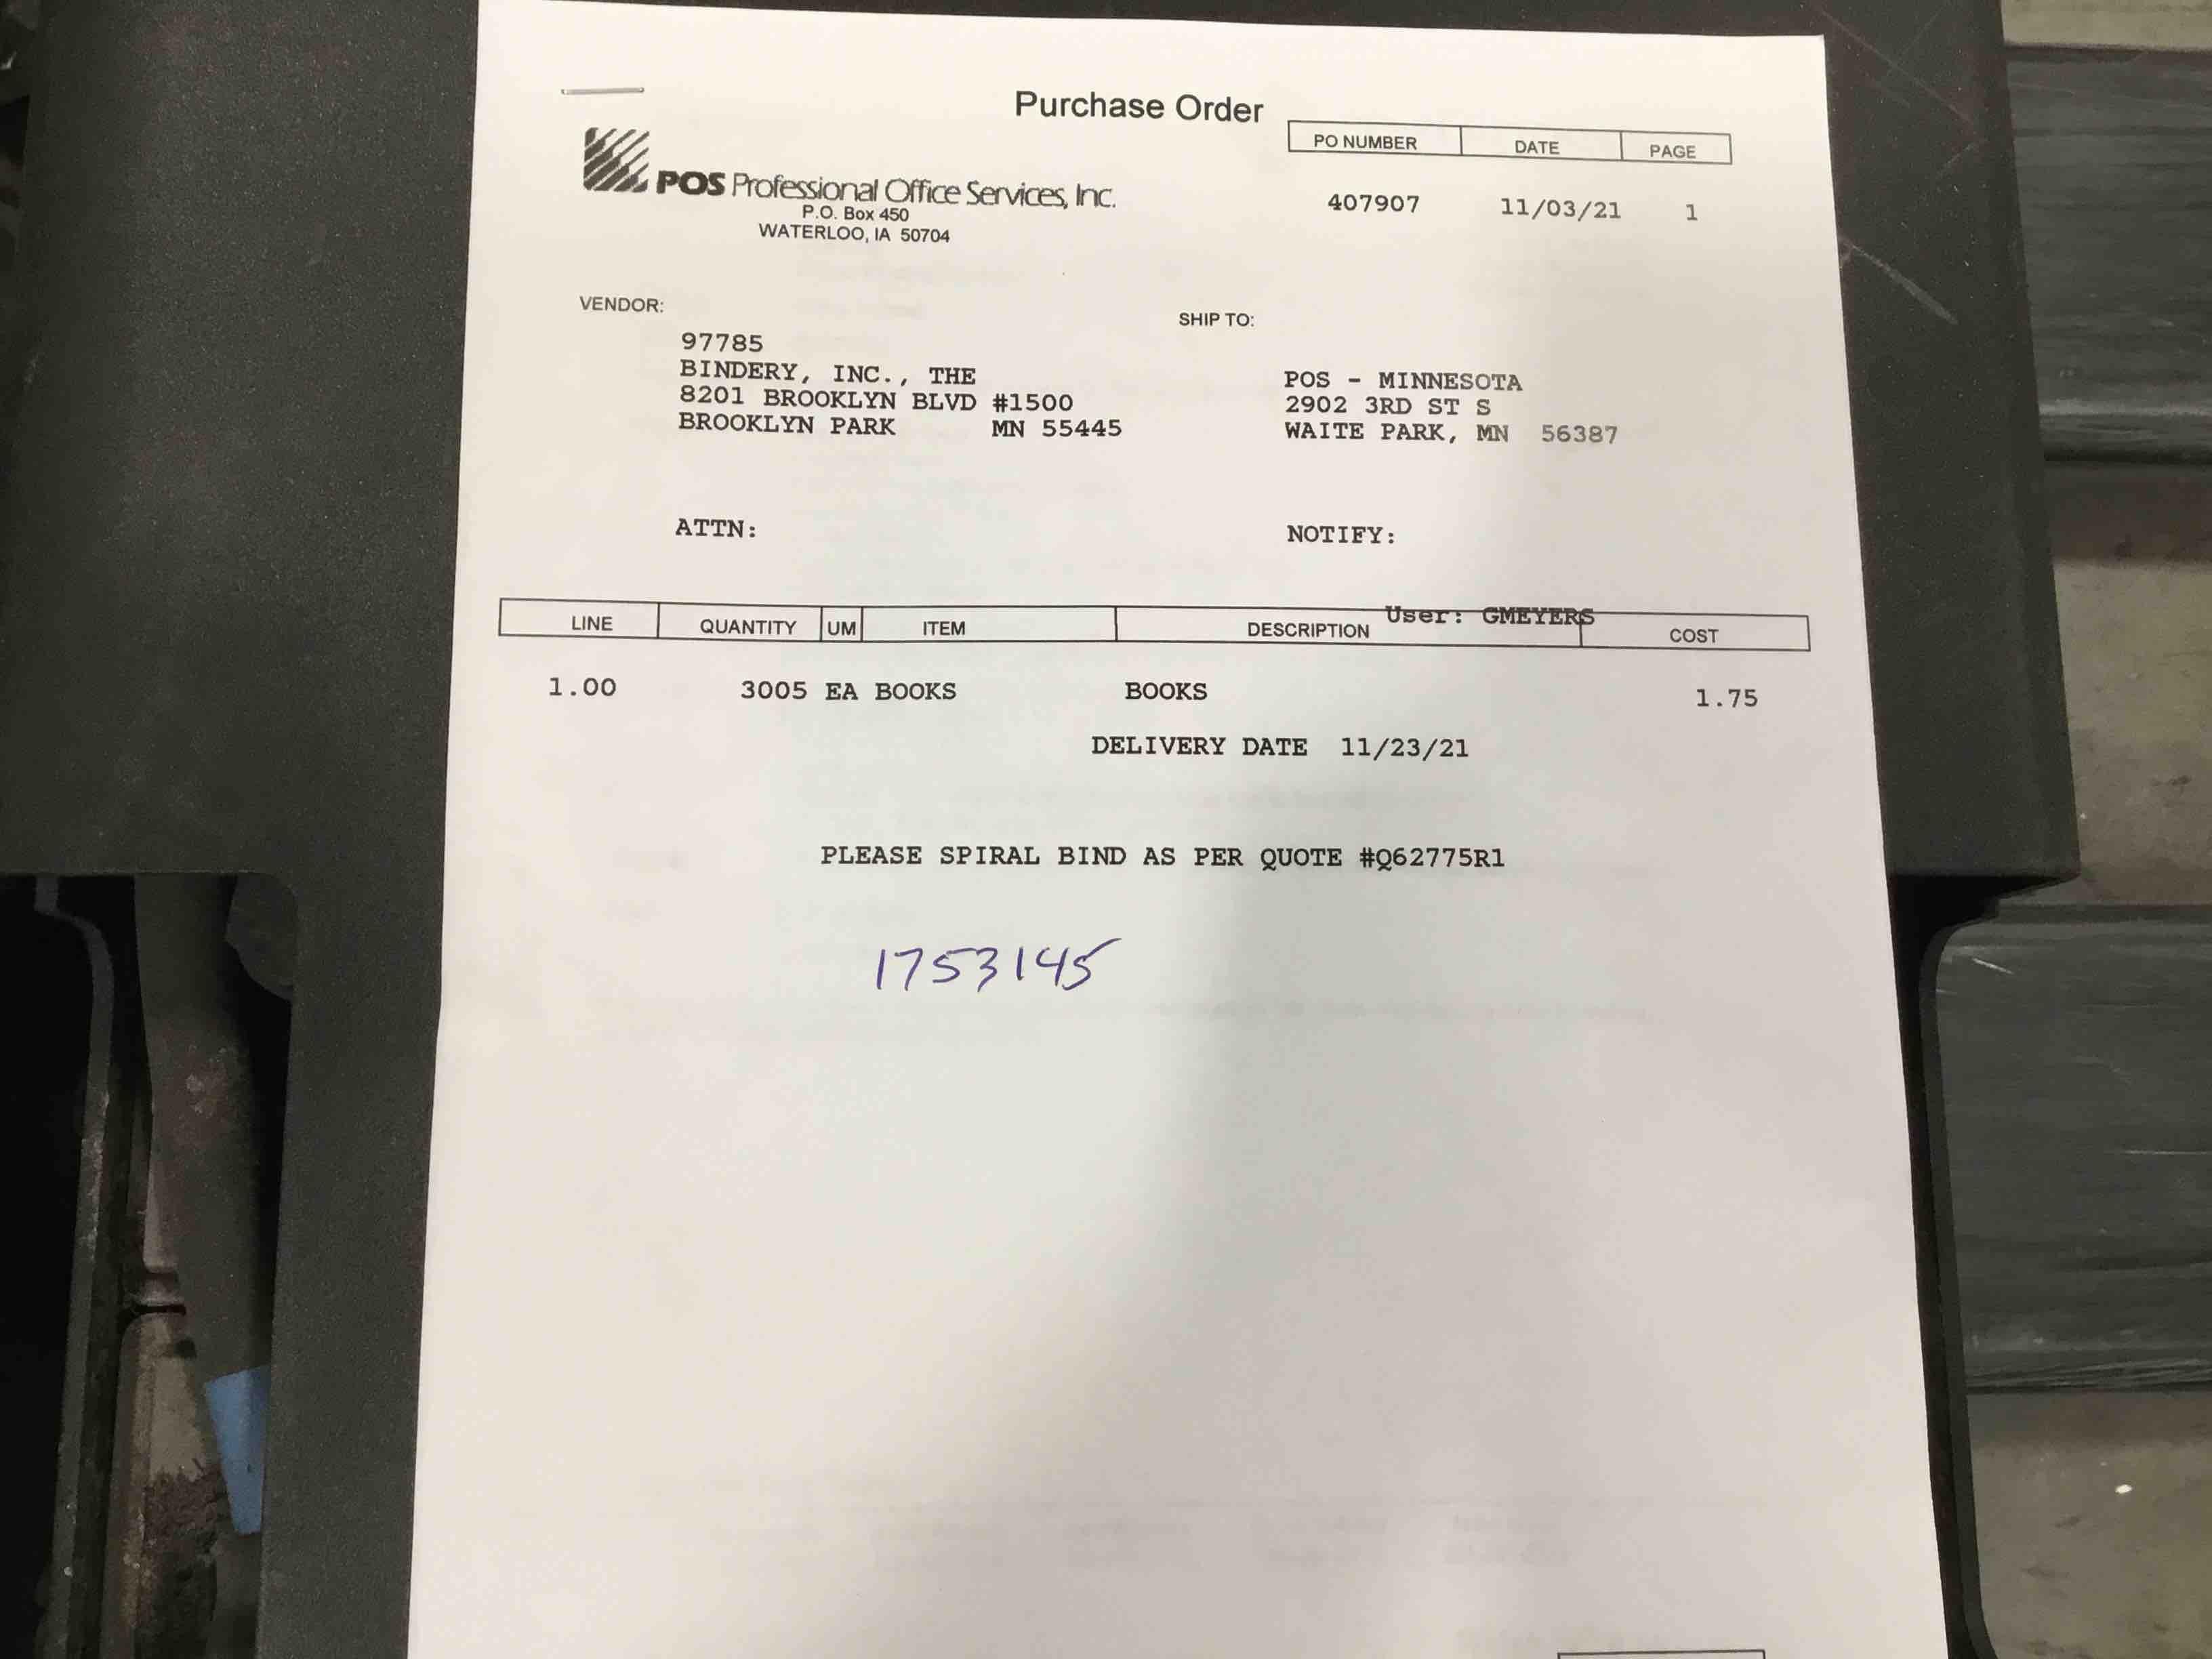 Purchase Order
PO NUMBER DATE PAGE
POS Professional Office Services, Inc.
P.O. Box 450
WATERLOO, IA 50704
407907 11/03/21 1
VENDOR:
97785
BINDERY, INC., THE
8201 BROOKLYN BLVD #1500
BROOKLYN PARK MN 55445
SHIP TO:
POS - MINNESOTA
2902 3RD ST S
WAITE PARK, MN 56387
ATTN:
NOTIFY:
User: GMEYERS
LINE QUANTITY UM ITEM DESCRIPTION COST
1.00 3005 EA BOOKS BOOKS 1.75
DELIVERY DATE 11/23/21
PLEASE SPIRAL BIND AS PER QUOTE #Q62775R1
1753145